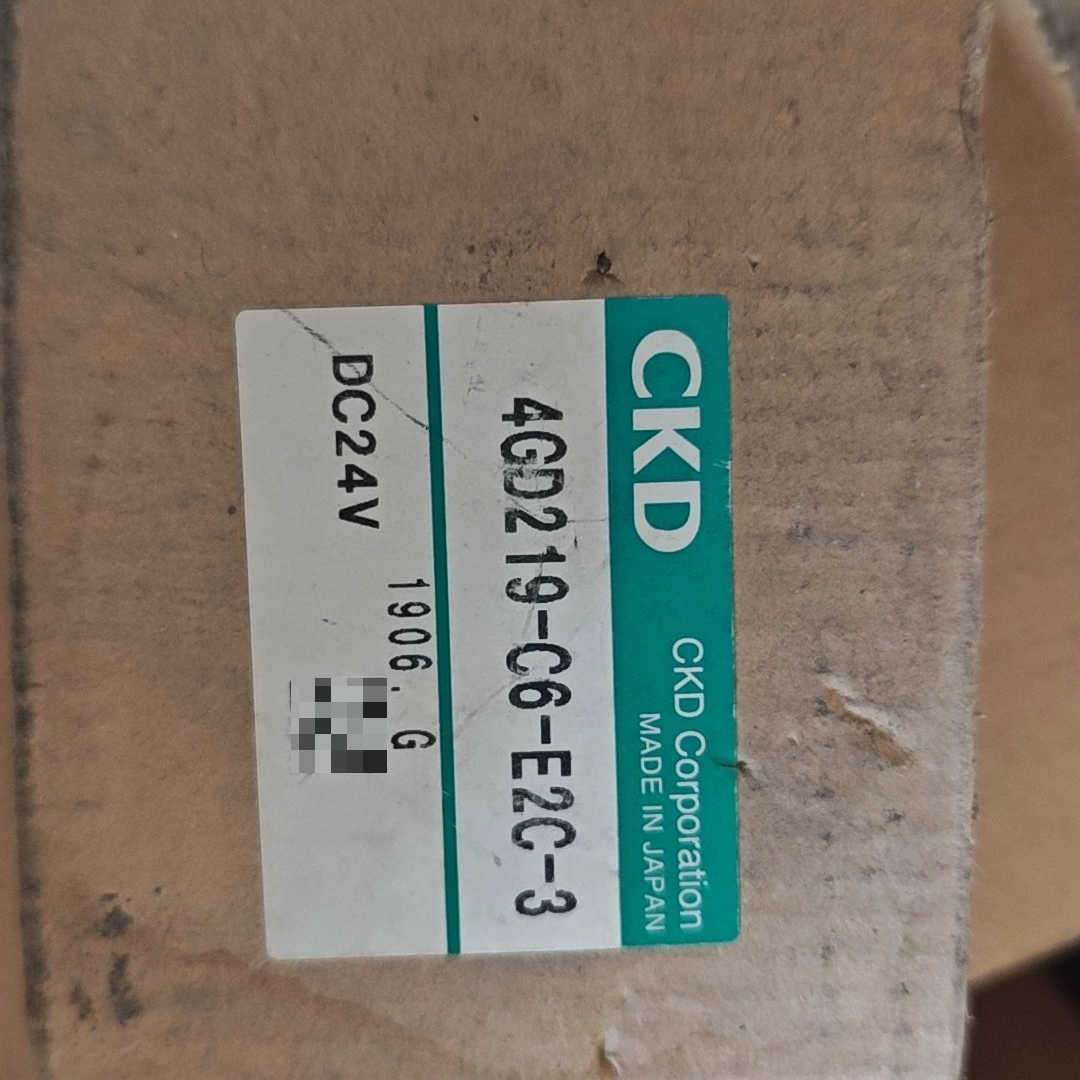 CKD
CKD Corporation
MADE IN JAPAN
4GD219-C6-E2C-3
1906. G
DC24V